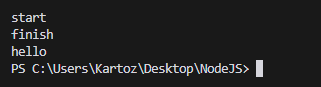 start
finish
hello
PS C:\Users\Kartoz\Desktop\NodeJS>